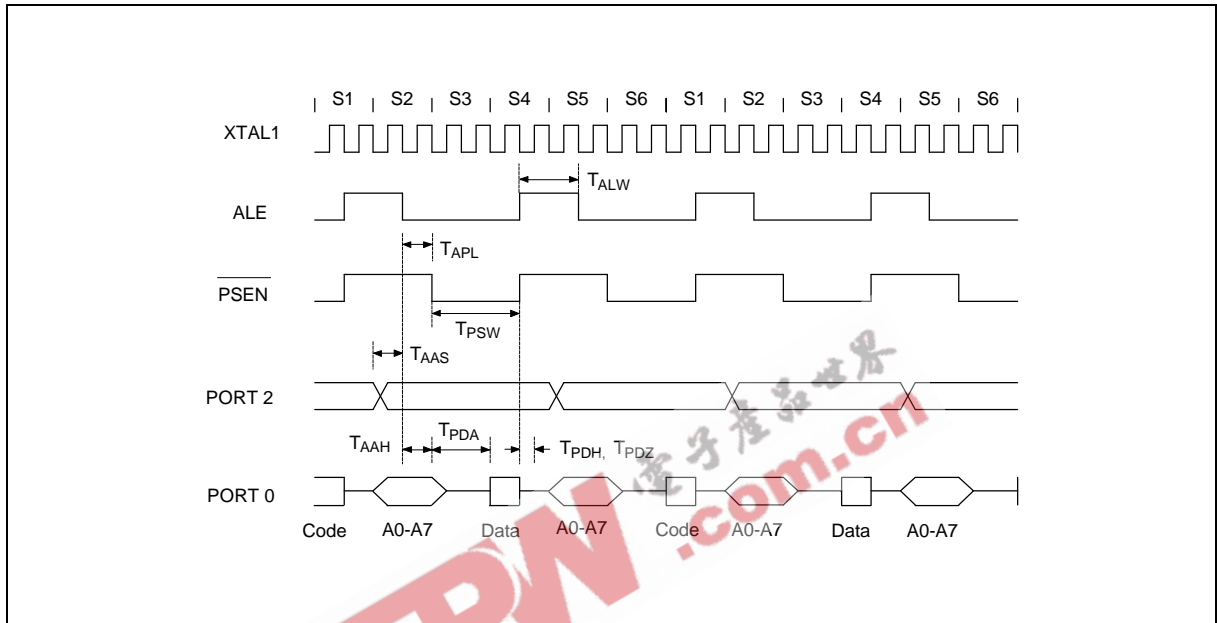 S1 S2 S3 S4 S5 S6 S1 S2 S3 S4 S5 S6
XTAL1
TALW
ALE
TAPL
PSEN
TPSW
TAAS
PORT 2
TAAH TPDA TPDH, TPDZ
PORT 0
Code A0-A7 Data A0-A7 Code A0-A7 Data A0-A7
電子產品世界
.com.cn